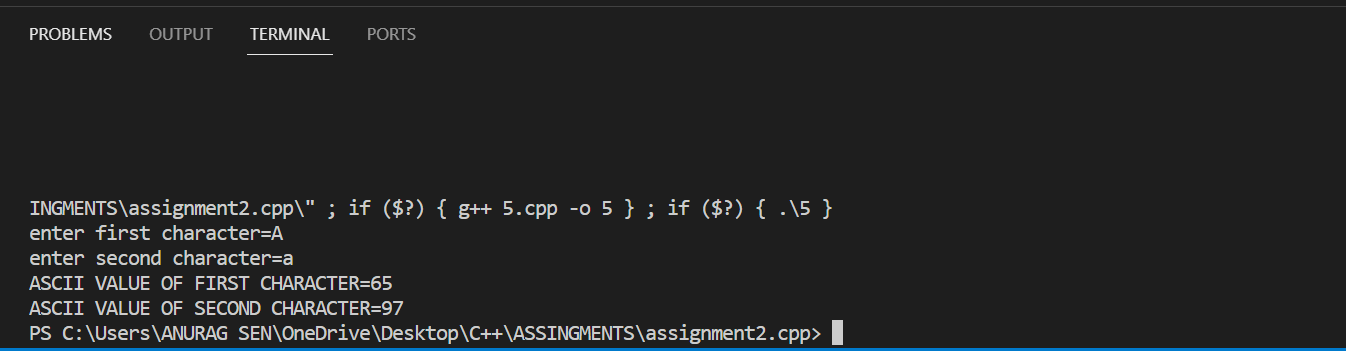 PROBLEMS OUTPUT TERMINAL PORTS
INGMENTS\assignment2.cpp\" ; if ($?) { g++ 5.cpp -o 5 } ; if ($?) { .\5 }
enter first character=A
enter second character=a
ASCII VALUE OF FIRST CHARACTER=65
ASCII VALUE OF SECOND CHARACTER=97
PS C:\Users\ANURAG SEN\OneDrive\Desktop\C++\ASSINGMENTS\assignment2.cpp>